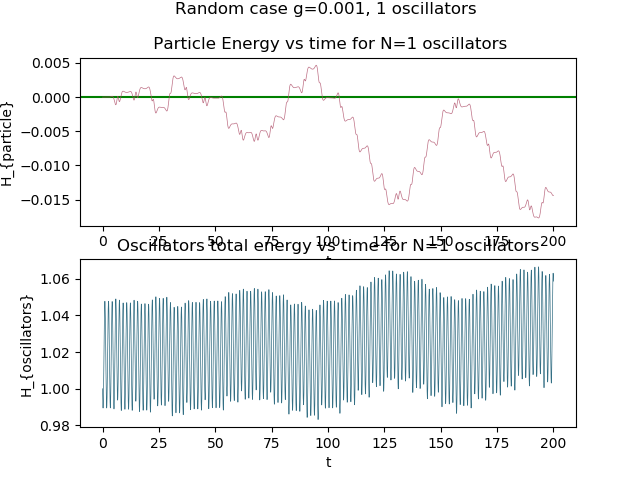 Random case g=0.001, 1 oscillators
Particle Energy vs time for N=1 oscillators
H_{particle}
0.005
0.000
−0.005
−0.010
−0.015
0 25 50 75 100 125 150 175 200
t
Oscillators total energy vs time for N=1 oscillators
H_{oscillators}
1.06
1.04
1.02
1.00
0.98
0 25 50 75 100 125 150 175 200
t